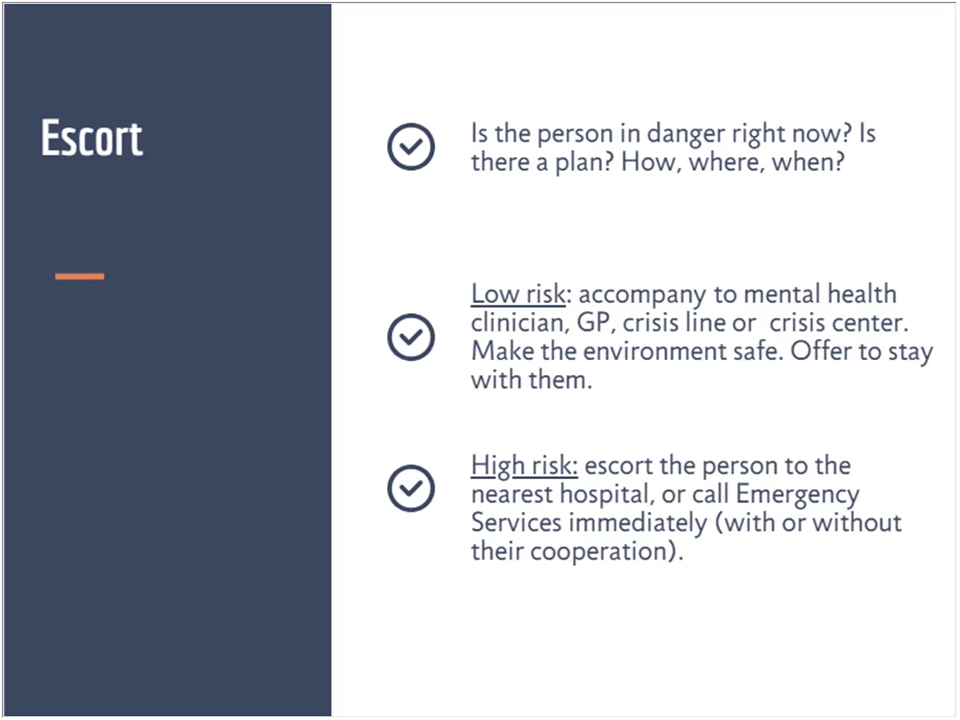 Escort
Is the person in danger right now? Is
there a plan? How, where, when?
Low risk: accompany to mental health
clinician, GP, crisis line or  crisis center.
Make the environment safe. Offer to stay
with them.
High risk: escort the person to the
nearest hospital, or call Emergency
Services immediately (with or without
their cooperation).